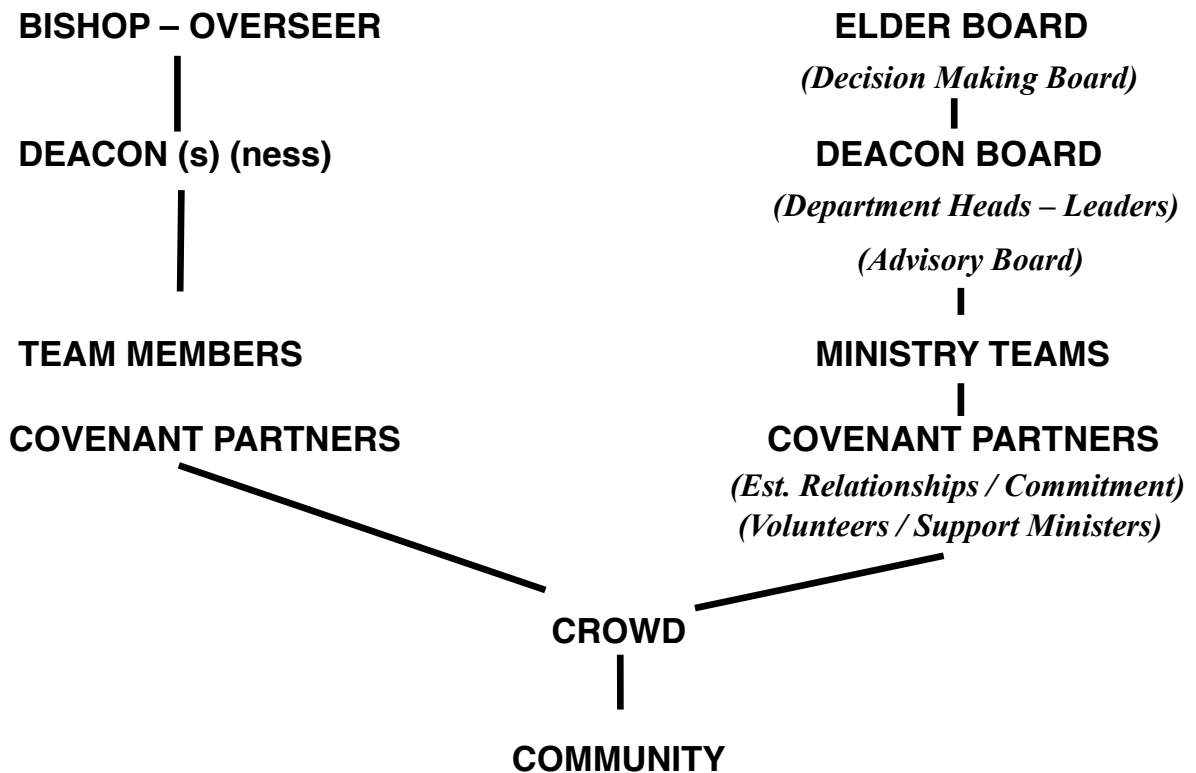 BISHOP – OVERSEER
DEACON (s) (ness)
TEAM MEMBERS
COVENANT PARTNERS
ELDER BOARD
(Decision Making Board)
DEACON BOARD
(Department Heads – Leaders)
(Advisory Board)
MINISTRY TEAMS
COVENANT PARTNERS
(Est. Relationships / Commitment)
(Volunteers / Support Ministers)
CROWD
COMMUNITY